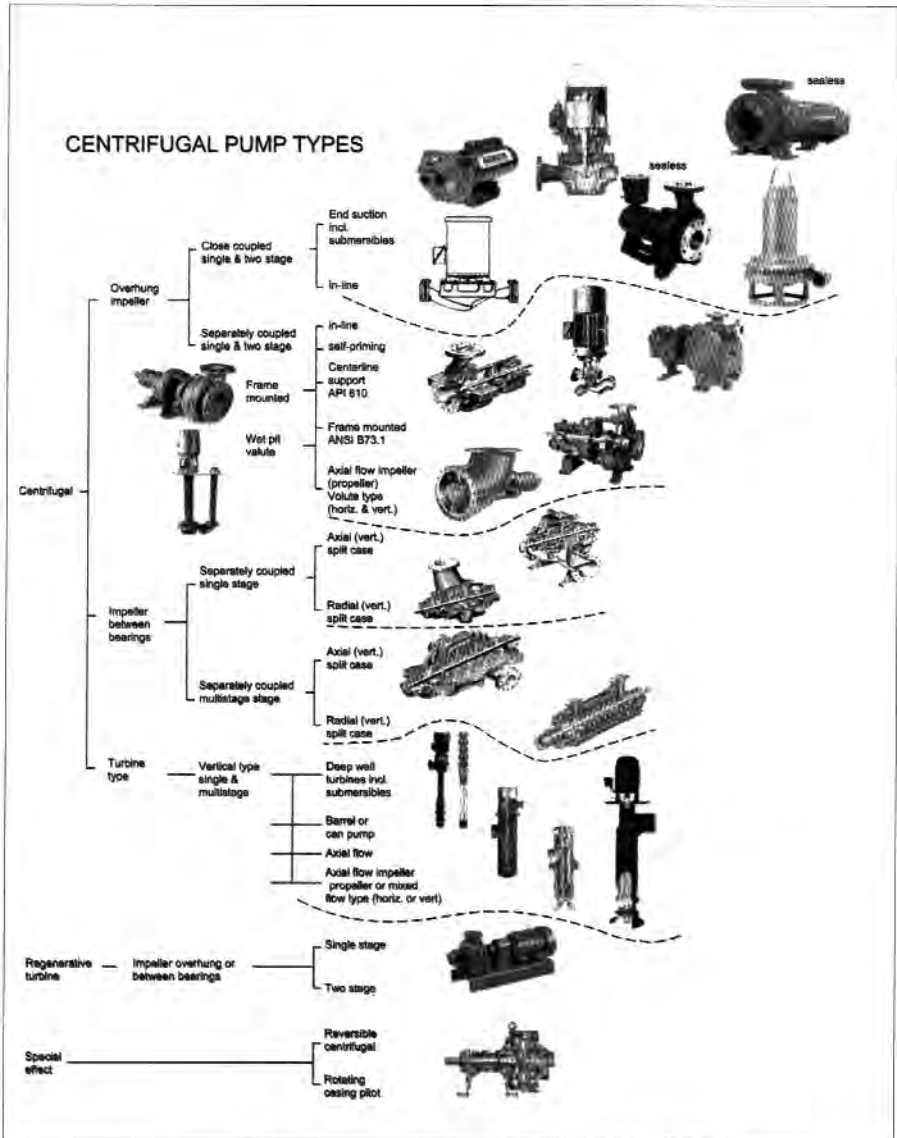 sealess
CENTRIFUGAL PUMP TYPES
sealess
End suction
incl.
submersibles
Close coupled
single & two stage
in-line
Overhung
impeller
Separately coupled
single & two stage
in-line
self-priming
Centerline
support
API 610
Frame
mounted
Frame mounted
ANSI B73.1
Wet pit
valute
Axial flow impeller
(propeller)
Volute type
(horiz. & vert.)
Centrifugal
Axial (vert.)
split case
Separately coupled
single stage
Radial (vert.)
split case
Impeller
between
bearings
Axial (vert.)
split case
Separately coupled
multistage stage
Radial (vert.)
split case
Turbine
type
Vertical type
single &
multistage
Deep well
turbines incl.
submersibles
Barrel or
can pump
Axial flow
Axial flow impeller
propeller or mixed
flow type (horiz. or vert)
Single stage
Regenerative
turbine
Impeller overhung or
between bearings
Two stage
Reversible
centrifugal
Special
effect
Rotating
casing pilot